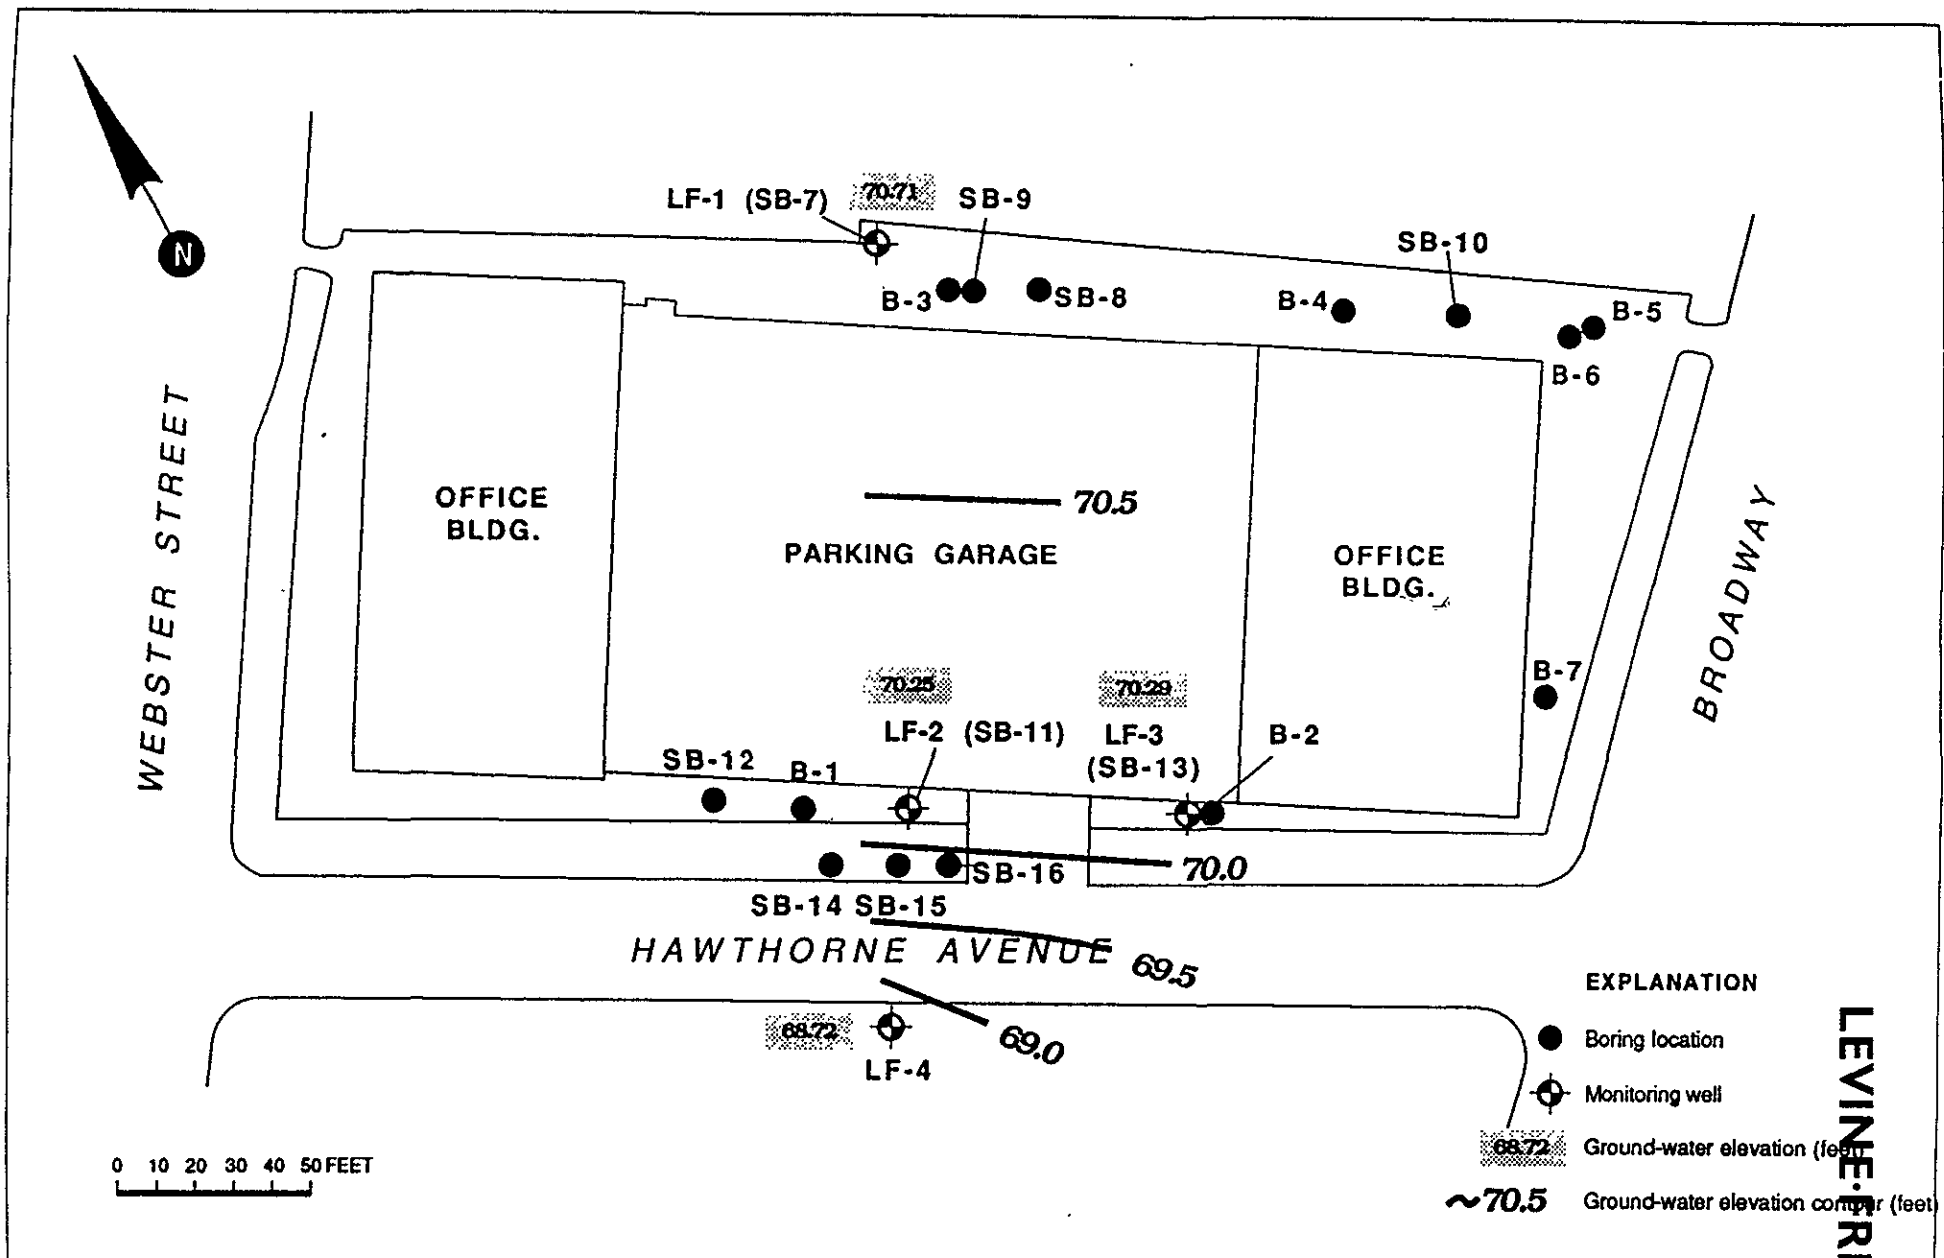 N
LF-1 (SB-7)
70.71
SB-9
SB-10
B-3
SB-8
B-4
B-5
B-6
WEBSTER STREET
OFFICE
BLDG.
70.5
PARKING GARAGE
OFFICE
BLDG.
BROADWAY
70.25
70.29
B-7
LF-2 (SB-11)
LF-3
(SB-13)
B-2
SB-12
B-1
SB-16
70.0
SB-14 SB-15
HAWTHORNE AVENUE
69.5
68.72
69.0
LF-4
0 10 20 30 40 50 FEET
EXPLANATION
Boring location
Monitoring well
68.72 Ground-water elevation (feet)
~70.5 Ground-water elevation contour (feet)
LEVINE·FR